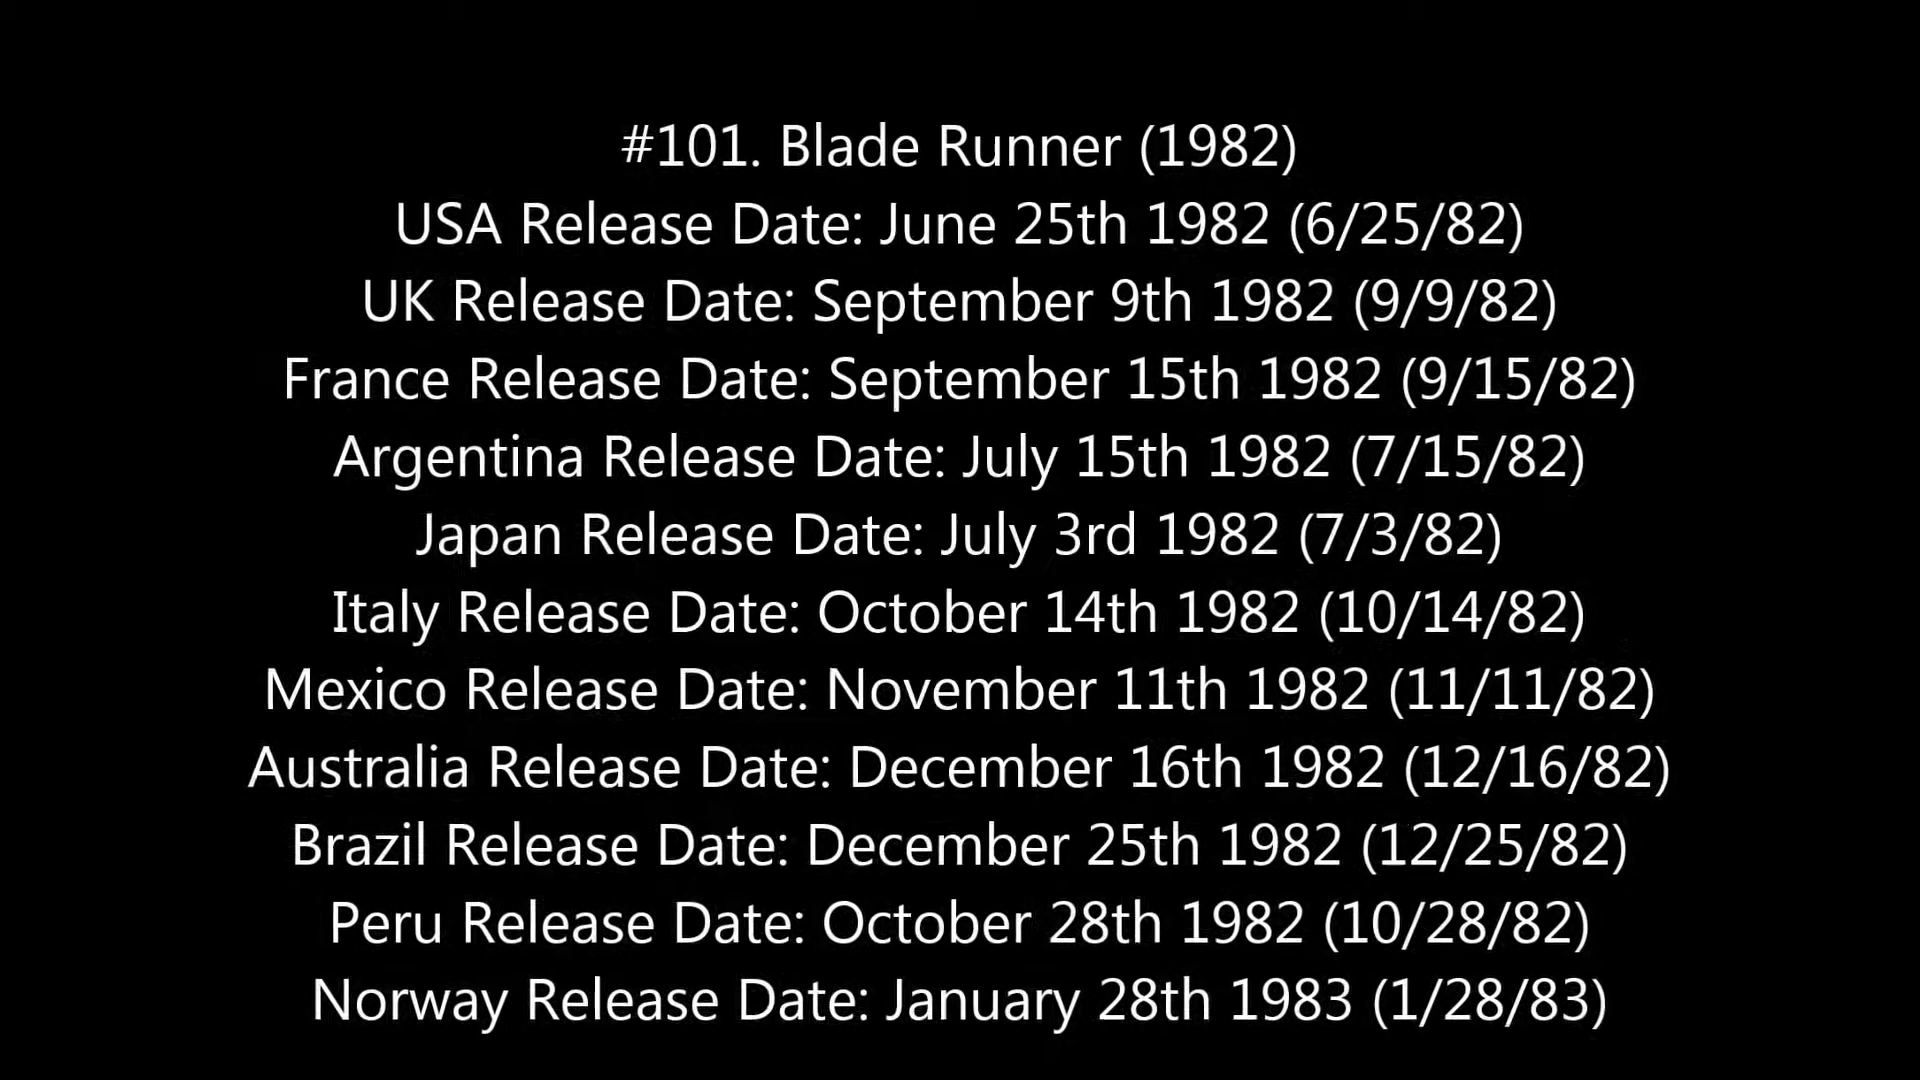 #101. Blade Runner (1982)
USA Release Date: June 25th 1982 (6/25/82)
UK Release Date: September 9th 1982 (9/9/82)
France Release Date: September 15th 1982 (9/15/82)
Argentina Release Date: July 15th 1982 (7/15/82)
Japan Release Date: July 3rd 1982 (7/3/82)
Italy Release Date: October 14th 1982 (10/14/82)
Mexico Release Date: November 11th 1982 (11/11/82)
Australia Release Date: December 16th 1982 (12/16/82)
Brazil Release Date: December 25th 1982 (12/25/82)
Peru Release Date: October 28th 1982 (10/28/82)
Norway Release Date: January 28th 1983 (1/28/83)